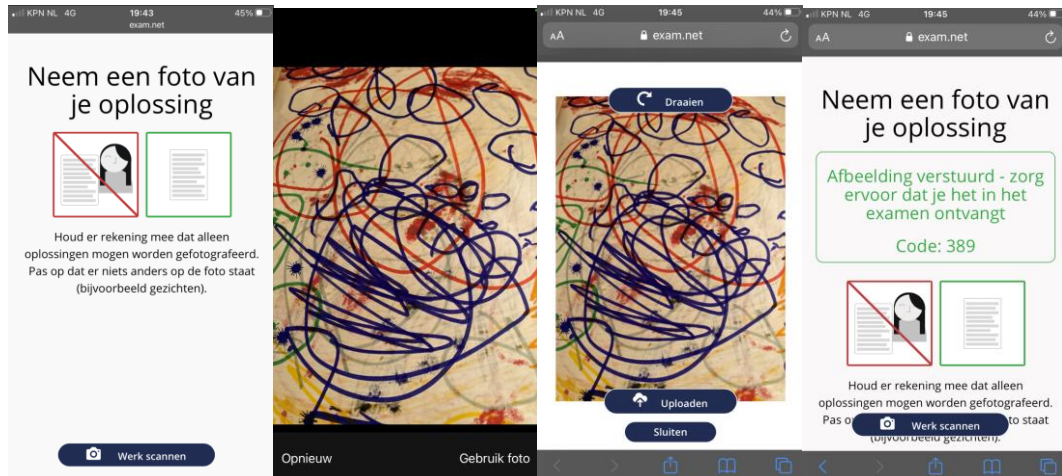 KPN NL 4G 19:43 45%
exam.net
Neem een foto van
je oplossing
Houd er rekening mee dat alleen
oplossingen mogen worden gefotografeerd.
Pas op dat er niets anders op de foto staat
(bijvoorbeeld gezichten).
Werk scannen
Opnieuw Gebruik foto
KPN NL 4G 19:45 44%
AA exam.net
Draaien
Uploaden
Sluiten
KPN NL 4G 19:45 44%
AA exam.net
Neem een foto van
je oplossing
Afbeelding verstuurd - zorg
ervoor dat je het in het
examen ontvangt
Code: 389
Houd er rekening mee dat alleen
oplossingen mogen worden gefotografeerd.
Pas to staat
Werk scannen
(bijvoorbeeld gezichten).